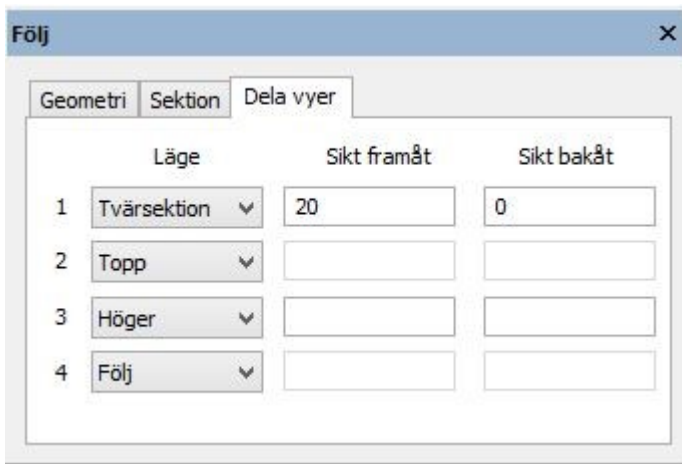 Följ
Geometri Sektion Dela vyer
Läge Sikt framåt Sikt bakåt
1 Tvärsektion 20 0
2 Topp
3 Höger
4 Följ